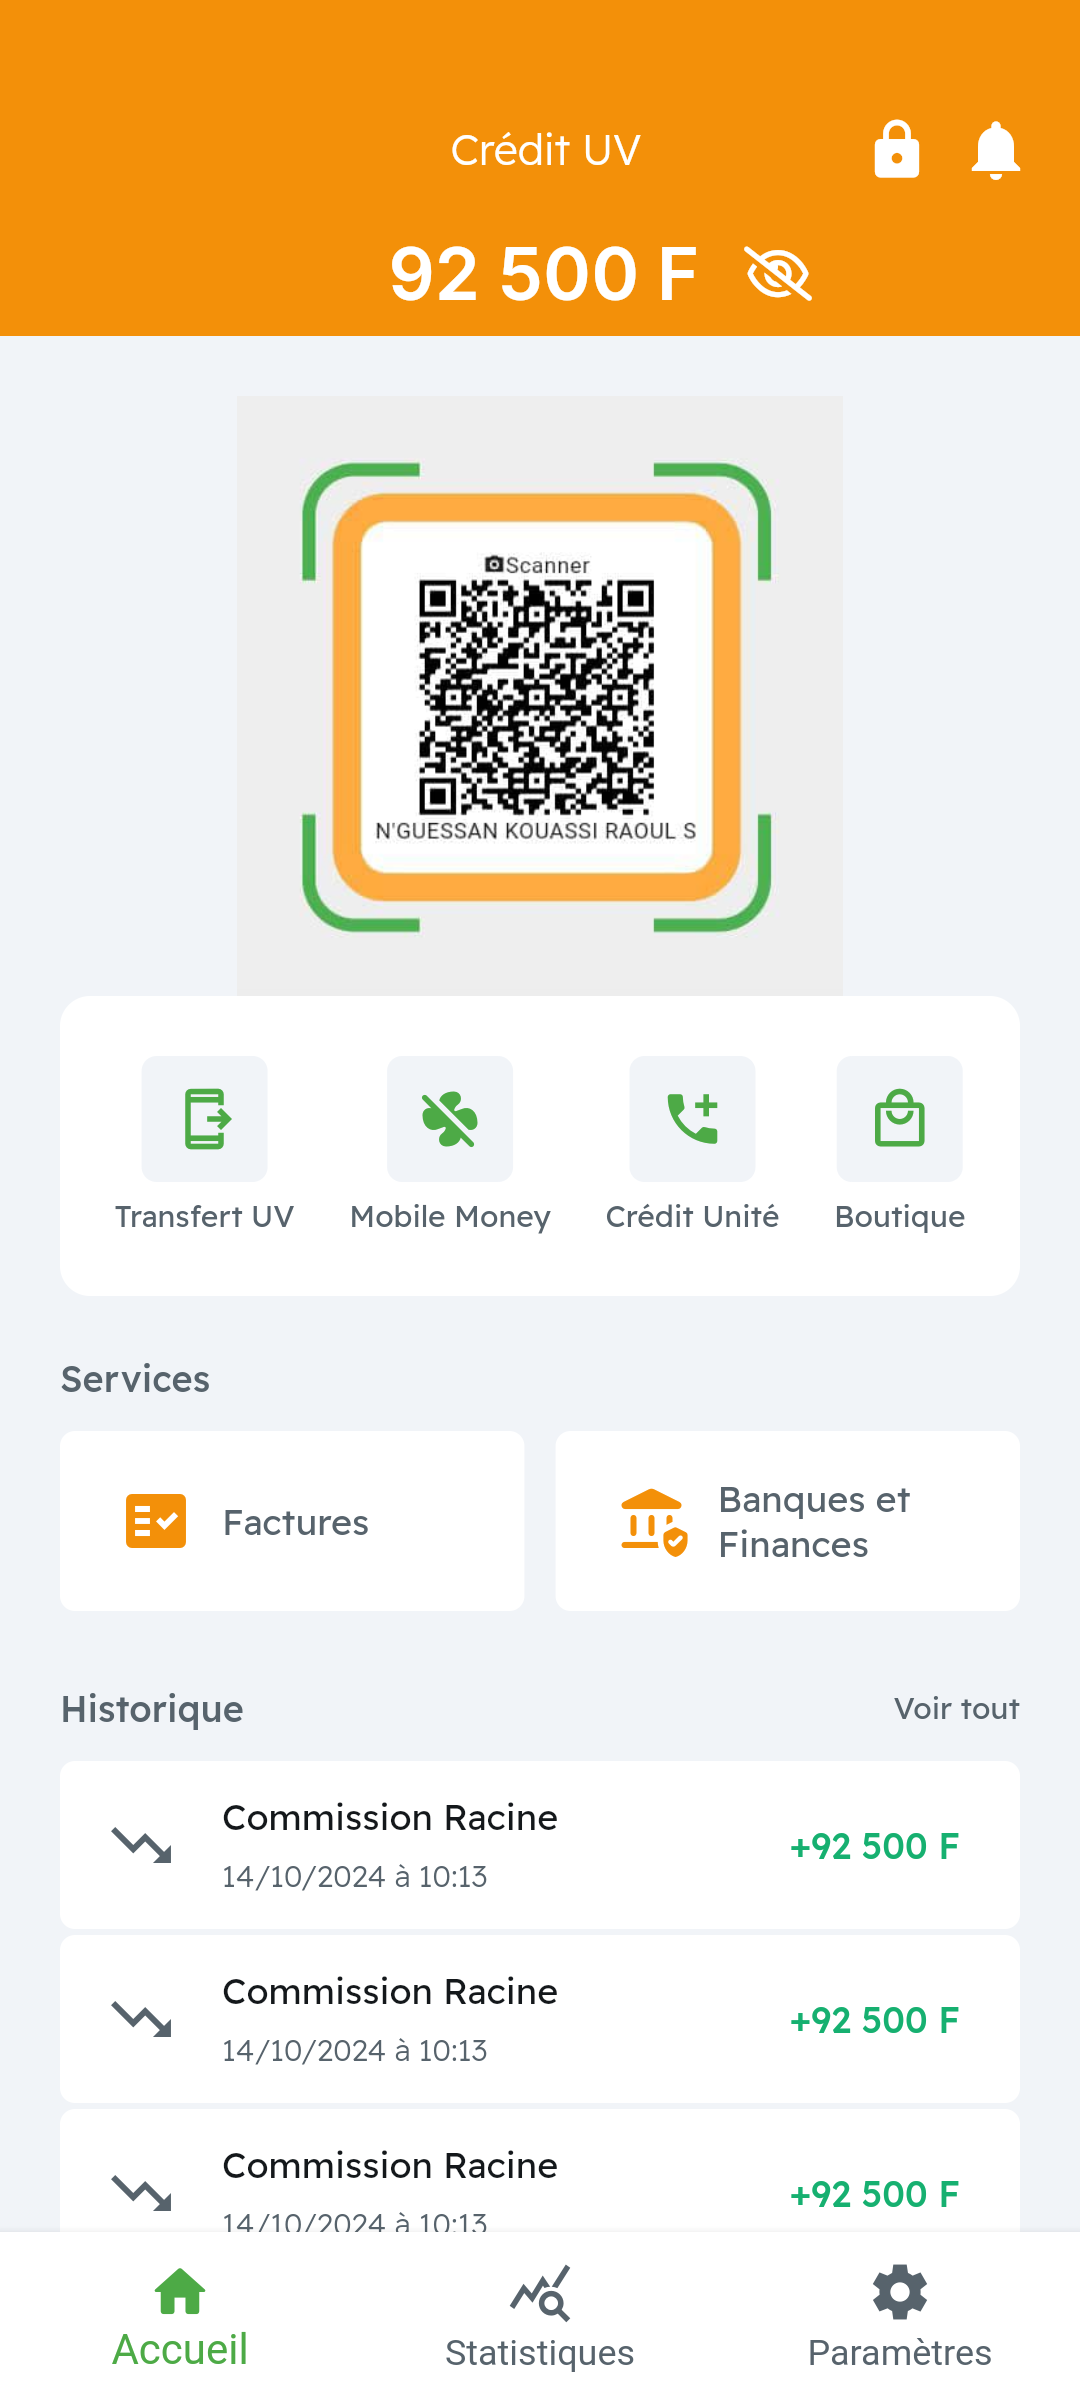 Crédit UV
92 500 F
Scanner
N'GUESSAN KOUASSI RAOUL S
Transfert UV
Mobile Money
Crédit Unité
Boutique
Services
Factures
Banques et
Finances
Historique
Voir tout
Commission Racine
+92 500 F
14/10/2024 à 10:13
Commission Racine
+92 500 F
14/10/2024 à 10:13
Commission Racine
+92 500 F
14/10/2024 à 10:13
Accueil
Statistiques
Paramètres